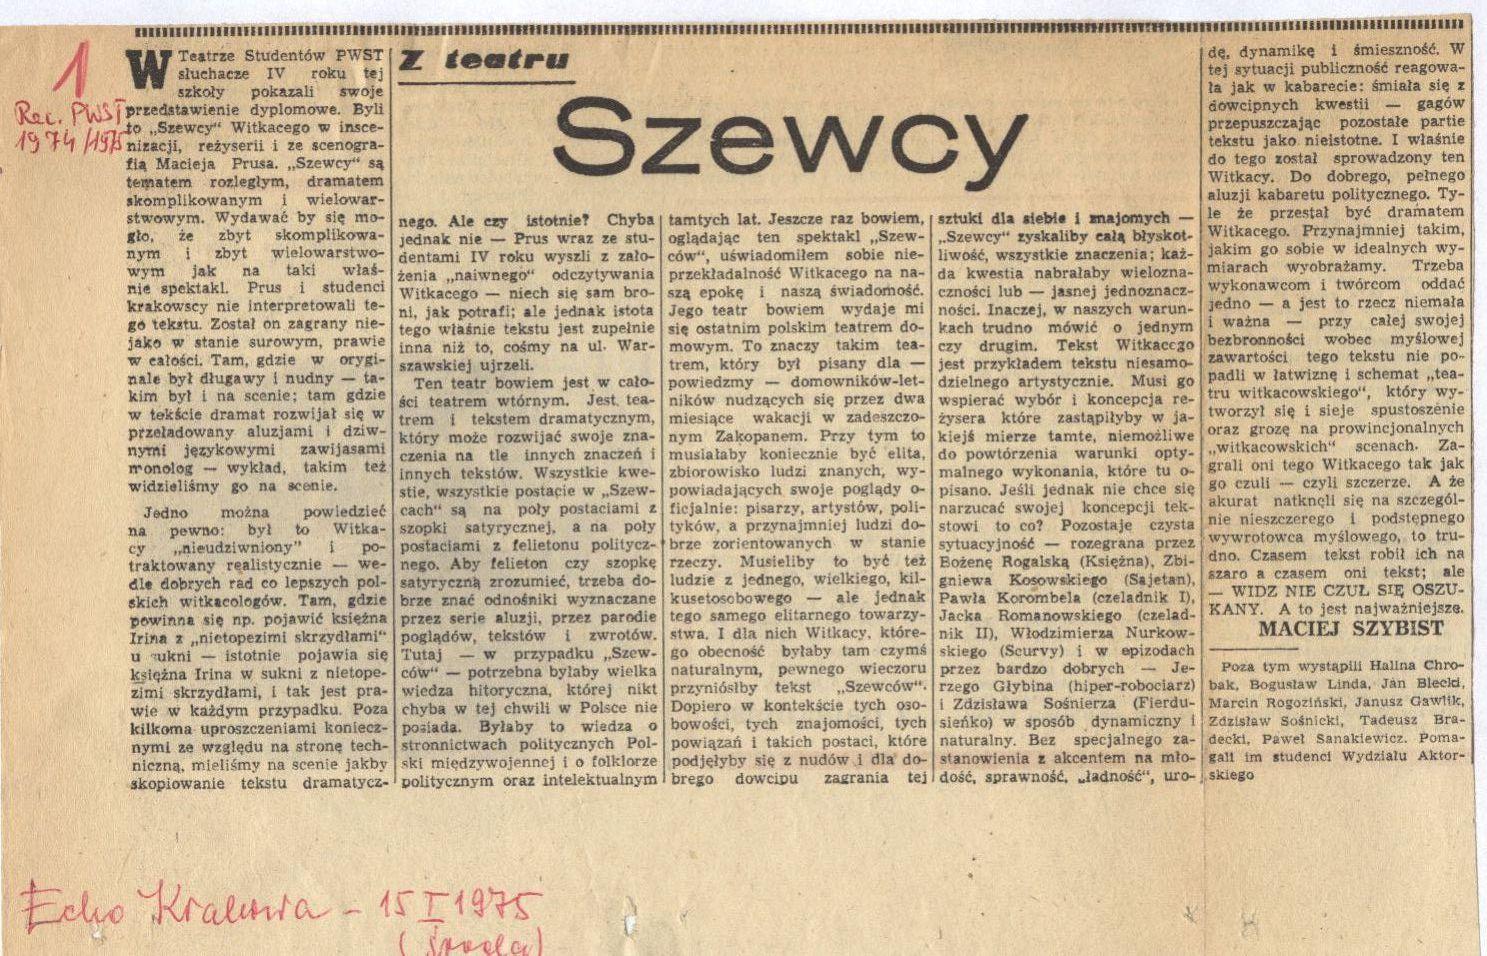 1
Rec. PWST
1974/1975
Z teatru
Szewcy
W Teatrze Studentów PWST
słuchacze IV roku tej
szkoły pokazali swoje
przedstawienie dyplomowe. Byli
to „Szewcy" Witkacego w insce-
nizacji, reżyserii i ze scenogra-
fią Macieja Prusa. „Szewcy" są
tematem rozległym, dramatem
skomplikowanym i wielowar-
stwowym. Wydawać by się mo-
gło, że zbyt skomplikowa-
nym i zbyt wielowarstwo-
wym jak na taki właś-
nie spektakl. Prus i studenci
krakowscy nie interpretowali te-
go tekstu. Został on zagrany nie-
jako w stanie surowym, prawie
w całości. Tam, gdzie w orygi-
nale był długawy i nudny — ta-
kim był i na scenie; tam gdzie
w tekście dramat rozwijał się w
przeładowany aluzjami i dziw-
nymi językowymi zawijasami
monolog — wykład, takim też
widzieliśmy go na scenie.
Jedno można powiedzieć
na pewno: był to Witka-
cy „nieudziwniony" i po-
traktowany realistycznie — we-
dle dobrych rad co lepszych pol-
skich witkacologów. Tam, gdzie
powinna się np. pojawić księżna
Irina z „nietopezimi skrzydłami"
u sukni — istotnie pojawia się
księżna Irina w sukni z nietope-
zimi skrzydłami, i tak jest pra-
wie w każdym przypadku. Poza
kilkoma uproszczeniami koniecz-
nymi ze względu na stronę tech-
niczną, mieliśmy na scenie jakby
skopiowanie tekstu dramatycz-
nego. Ale czy istotnie? Chyba
jednak nie — Prus wraz ze stu-
dentami IV roku wyszli z zało-
żenia „naiwnego" odczytywania
Witkacego — niech się sam bro-
ni, jak potrafi; ale jednak istota
tego właśnie tekstu jest zupełnie
inna niż to, cośmy na ul. War-
szawskiej ujrzeli.
Ten teatr bowiem jest w cało-
ści teatrem wtórnym. Jest tea-
trem i tekstem dramatycznym,
który może rozwijać swoje zna-
czenia na tle innych znaczeń i
innych tekstów. Wszystkie kwe-
stie, wszystkie postacie w „Szew-
cach" są na poły postaciami z
szopki satyrycznej, a na poły
postaciami z felietonu politycz-
nego. Aby felieton czy szopkę
satyryczną zrozumieć, trzeba do-
brze znać odnośniki wyznaczane
przez serie aluzji, przez parodie
poglądów, tekstów i zwrotów.
Tutaj — w przypadku „Szew-
ców" — potrzebna byłaby wielka
wiedza hitoryczna, której nikt
chyba w tej chwili w Polsce nie
posiada. Byłaby to wiedza o
stronnictwach politycznych Pol-
ski międzywojennej i o folklorze
politycznym oraz intelektualnym
tamtych lat. Jeszcze raz bowiem,
oglądając ten spektakl „Szew-
ców", uświadomiłem sobie nie-
przekładalność Witkacego na na-
szą epokę i naszą świadomość.
Jego teatr bowiem wydaje mi
się ostatnim polskim teatrem do-
mowym. To znaczy takim tea-
trem, który był pisany dla —
powiedzmy — domowników-let-
ników nudzących się przez dwa
miesiące wakacji w zadeszczo-
nym Zakopanem. Przy tym to
musiałaby koniecznie być elita,
zbiorowisko ludzi znanych, wy-
powiadających swoje poglądy o-
ficjalnie: pisarzy, artystów, poli-
tyków, a przynajmniej ludzi do-
brze zorientowanych w stanie
rzeczy. Musieliby to być też
ludzie z jednego, wielkiego, kil-
kusetosobowego — ale jednak
tego samego elitarnego towarzy-
stwa. I dla nich Witkacy, które-
go obecność byłaby tam czymś
naturalnym, pewnego wieczoru
przyniósłby tekst „Szewców".
Dopiero w kontekście tych oso-
bowości, tych znajomości, tych
powiązań i takich postaci, które
podjęłyby się z nudów i dla do-
brego dowcipu zagrania tej
sztuki dla siebie i znajomych —
„Szewcy" zyskaliby całą błyskot-
liwość, wszystkie znaczenia; każ-
da kwestia nabrałaby wielozna-
czności lub — jasnej jednoznacz-
ności. Inaczej, w naszych warun-
kach trudno mówić o jednym
czy drugim. Tekst Witkacego
jest przykładem tekstu niesamo-
dzielnego artystycznie. Musi go
wspierać wybór i koncepcja re-
żysera które zastąpiłyby w ja-
kiejś mierze tamte, niemożliwe
do powtórzenia warunki opty-
malnego wykonania, które tu o-
pisano. Jeśli jednak nie chce się
narzucać swojej koncepcji tek-
stowi to co? Pozostaje czysta
sytuacyjność — rozegrana przez
Bożenę Rogalską (Księżna), Zbi-
gniewa Kosowskiego (Sajetan),
Pawła Korombela (czeladnik I),
Jacka Romanowskiego (czelad-
nik II), Włodzimierza Nurkow-
skiego (Scurvy) i w epizodach
przez bardzo dobrych — Je-
rzego Głybina (hiper-robociarz)
i Zdzisława Sośnierza (Fierdu-
sieńko) w sposób dynamiczny i
naturalny. Bez specjalnego za-
stanowienia z akcentem na mło-
dość, sprawność, „ładność", uro-
dę, dynamikę i śmieszność. W
tej sytuacji publiczność reagowa-
ła jak w kabarecie: śmiała się z
dowcipnych kwestii — gagów
przepuszczając pozostałe partie
tekstu jako nieistotne. I właśnie
do tego został sprowadzony ten
Witkacy. Do dobrego, pełnego
aluzji kabaretu politycznego. Ty-
le że przestał być dramatem
Witkacego. Przynajmniej takim,
jakim go sobie w idealnych wy-
miarach wyobrażamy. Trzeba
wykonawcom i twórcom oddać
jedno — a jest to rzecz niemała
i ważna — przy całej swojej
bezbronności wobec myślowej
zawartości tego tekstu nie po-
padli w łatwiznę i schemat „tea-
tru witkacowskiego", który wy-
tworzył się i sieje spustoszenie
oraz grozę na prowincjonalnych
„witkacowskich" scenach. Za-
grali oni tego Witkacego tak jak
go czuli — czyli szczerze. A że
akurat natknęli się na szczegól-
nie nieszczerego i podstępnego
wywrotowca myślowego, to tru-
dno. Czasem tekst robił ich na
szaro a czasem oni tekst; ale
— WIDZ NIE CZUŁ SIĘ OSZU-
KANY. A to jest najważniejsze.
MACIEJ SZYBIST
Poza tym wystąpili Halina Chro-
bak, Bogusław Linda, Jan Blecki,
Marcin Rogoziński, Janusz Gawlik,
Zdzisław Sośnicki, Tadeusz Bra-
decki, Paweł Sanakiewicz. Poma-
gali im studenci Wydziału Aktor-
skiego
Echo Krakowa – 15 I 1975
(środa)